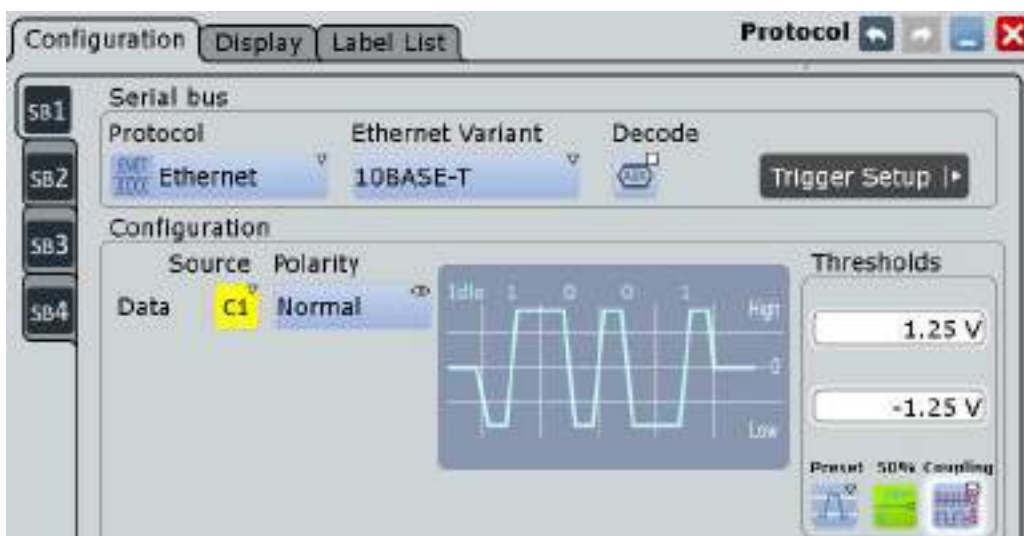 Configuration Display Label List Protocol
SB1
SB2
SB3
SB4
Serial bus
Protocol Ethernet Variant Decode
Ethernet 10BASE-T Trigger Setup
Configuration
Source Polarity Thresholds
Data C1 Normal
Idle 1 0 0 1
High
0
Low
1.25 V
-1.25 V
Preset 50% Coupling